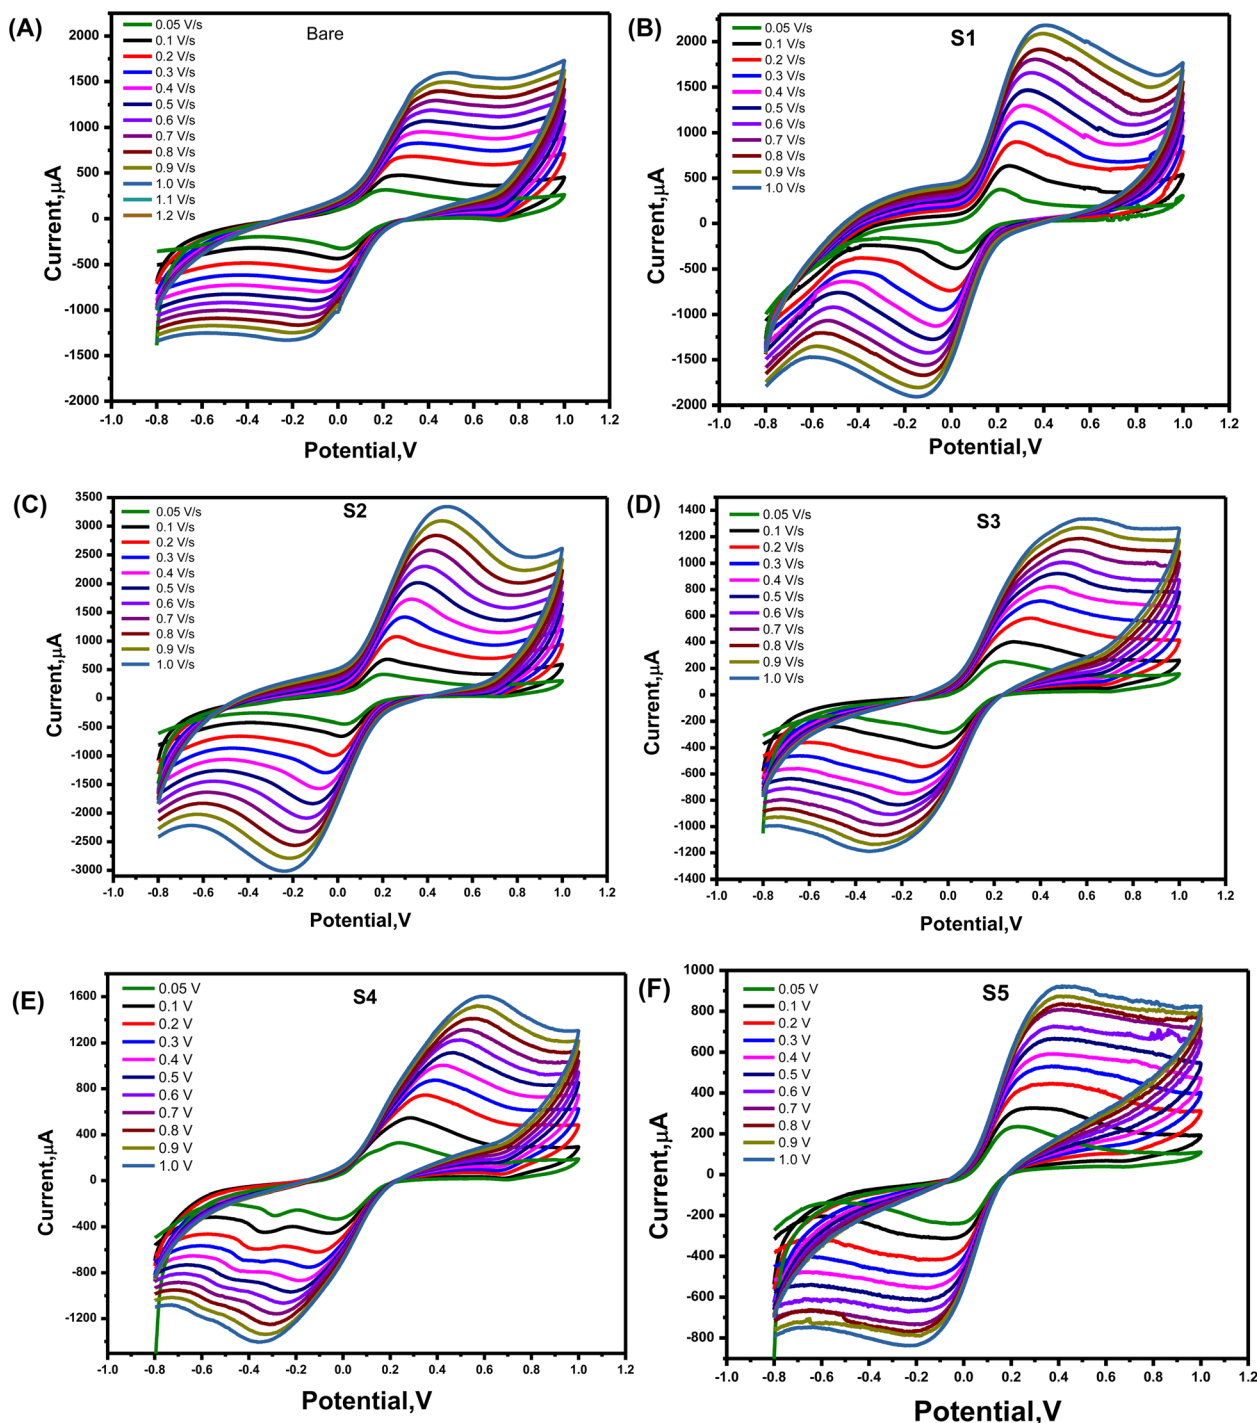 (A)
Bare
0.05 V/s
0.1 V/s
0.2 V/s
0.3 V/s
0.4 V/s
0.5 V/s
0.6 V/s
0.7 V/s
0.8 V/s
0.9 V/s
1.0 V/s
1.1 V/s
1.2 V/s
2000
1500
1000
500
0
-500
-1000
-1500
-2000
Current,μA
-1.0 -0.8 -0.6 -0.4 -0.2 0.0 0.2 0.4 0.6 0.8 1.0 1.2
Potential,V
(B)
S1
0.05 V/s
0.1 V/s
0.2 V/s
0.3 V/s
0.4 V/s
0.5 V/s
0.6 V/s
0.7 V/s
0.8 V/s
0.9 V/s
1.0 V/s
2000
1500
1000
500
0
-500
-1000
-1500
-2000
Current,μA
-1.0 -0.8 -0.6 -0.4 -0.2 0.0 0.2 0.4 0.6 0.8 1.0 1.2
Potential,V
(C)
S2
0.05 V/s
0.1 V/s
0.2 V/s
0.3 V/s
0.4 V/s
0.5 V/s
0.6 V/s
0.7 V/s
0.8 V/s
0.9 V/s
1.0 V/s
3500
3000
2500
2000
1500
1000
500
0
-500
-1000
-1500
-2000
-2500
-3000
Current,μA
-1.0 -0.8 -0.6 -0.4 -0.2 0.0 0.2 0.4 0.6 0.8 1.0 1.2
Potential,V
(D)
S3
0.05 V/s
0.1 V/s
0.2 V/s
0.3 V/s
0.4 V/s
0.5 V/s
0.6 V/s
0.7 V/s
0.8 V/s
0.9 V/s
1.0 V/s
1400
1200
1000
800
600
400
200
0
-200
-400
-600
-800
-1000
-1200
-1400
Current,μA
-1.0 -0.8 -0.6 -0.4 -0.2 0.0 0.2 0.4 0.6 0.8 1.0 1.2
Potential,V
(E)
S4
0.05 V
0.1 V
0.2 V
0.3 V
0.4 V
0.5 V
0.6 V
0.7 V
0.8 V
0.9 V
1.0 V
1600
1200
800
400
0
-400
-800
-1200
Current,μA
-1.0 -0.8 -0.6 -0.4 -0.2 0.0 0.2 0.4 0.6 0.8 1.0 1.2
Potential,V
(F)
S5
0.05 V
0.1 V
0.2 V
0.3 V
0.4 V
0.5 V
0.6 V
0.7 V
0.8 V
0.9 V
1.0 V
1000
800
600
400
200
0
-200
-400
-600
-800
Current,μA
-1.0 -0.8 -0.6 -0.4 -0.2 0.0 0.2 0.4 0.6 0.8 1.0 1.2
Potential,V